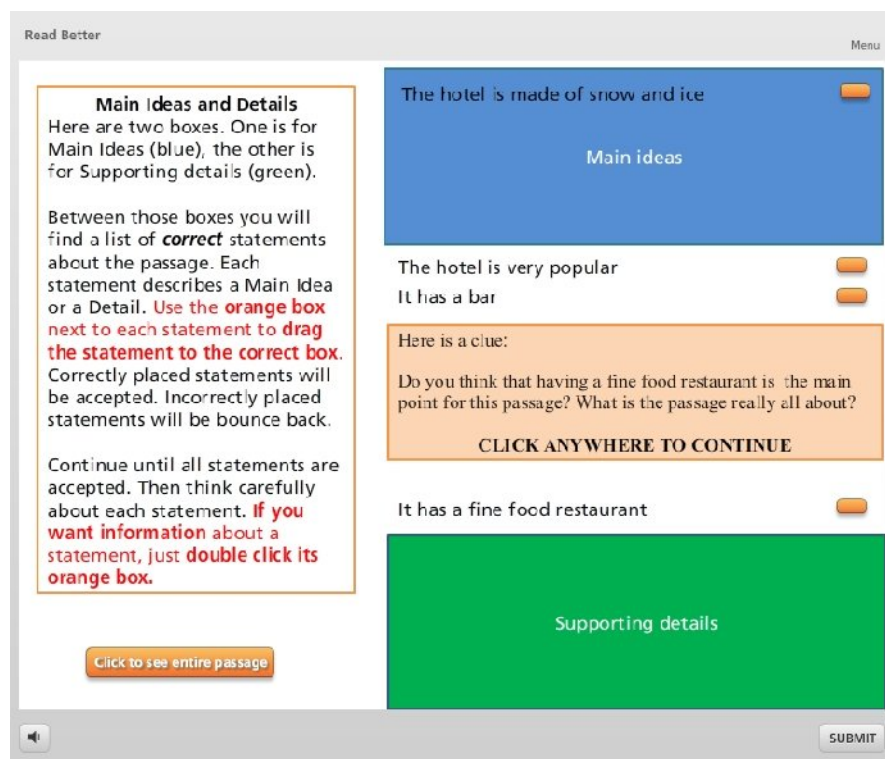 Read Better
Menu
Main Ideas and Details
Here are two boxes. One is for
Main Ideas (blue), the other is
for Supporting details (green).
Between those boxes you will
find a list of correct statements
about the passage. Each
statement describes a Main Idea
or a Detail. Use the orange box
next to each statement to drag
the statement to the correct box.
Correctly placed statements will
be accepted. Incorrectly placed
statements will be bounce back.
Continue until all statements are
accepted. Then think carefully
about each statement. If you
want information about a
statement, just double click its
orange box.
Click to see entire passage
The hotel is made of snow and ice
Main ideas
The hotel is very popular
It has a bar
Here is a clue:
Do you think that having a fine food restaurant is the main
point for this passage? What is the passage really all about?
CLICK ANYWHERE TO CONTINUE
It has a fine food restaurant
Supporting details
SUBMIT